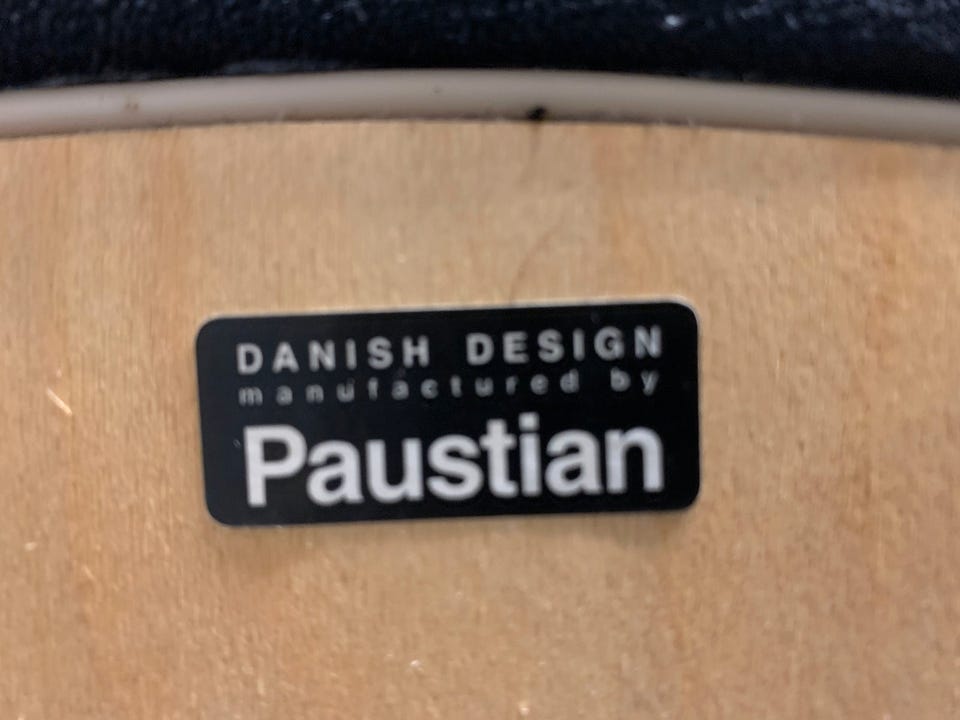 DANISH DESIGN
manufactured by
Paustian